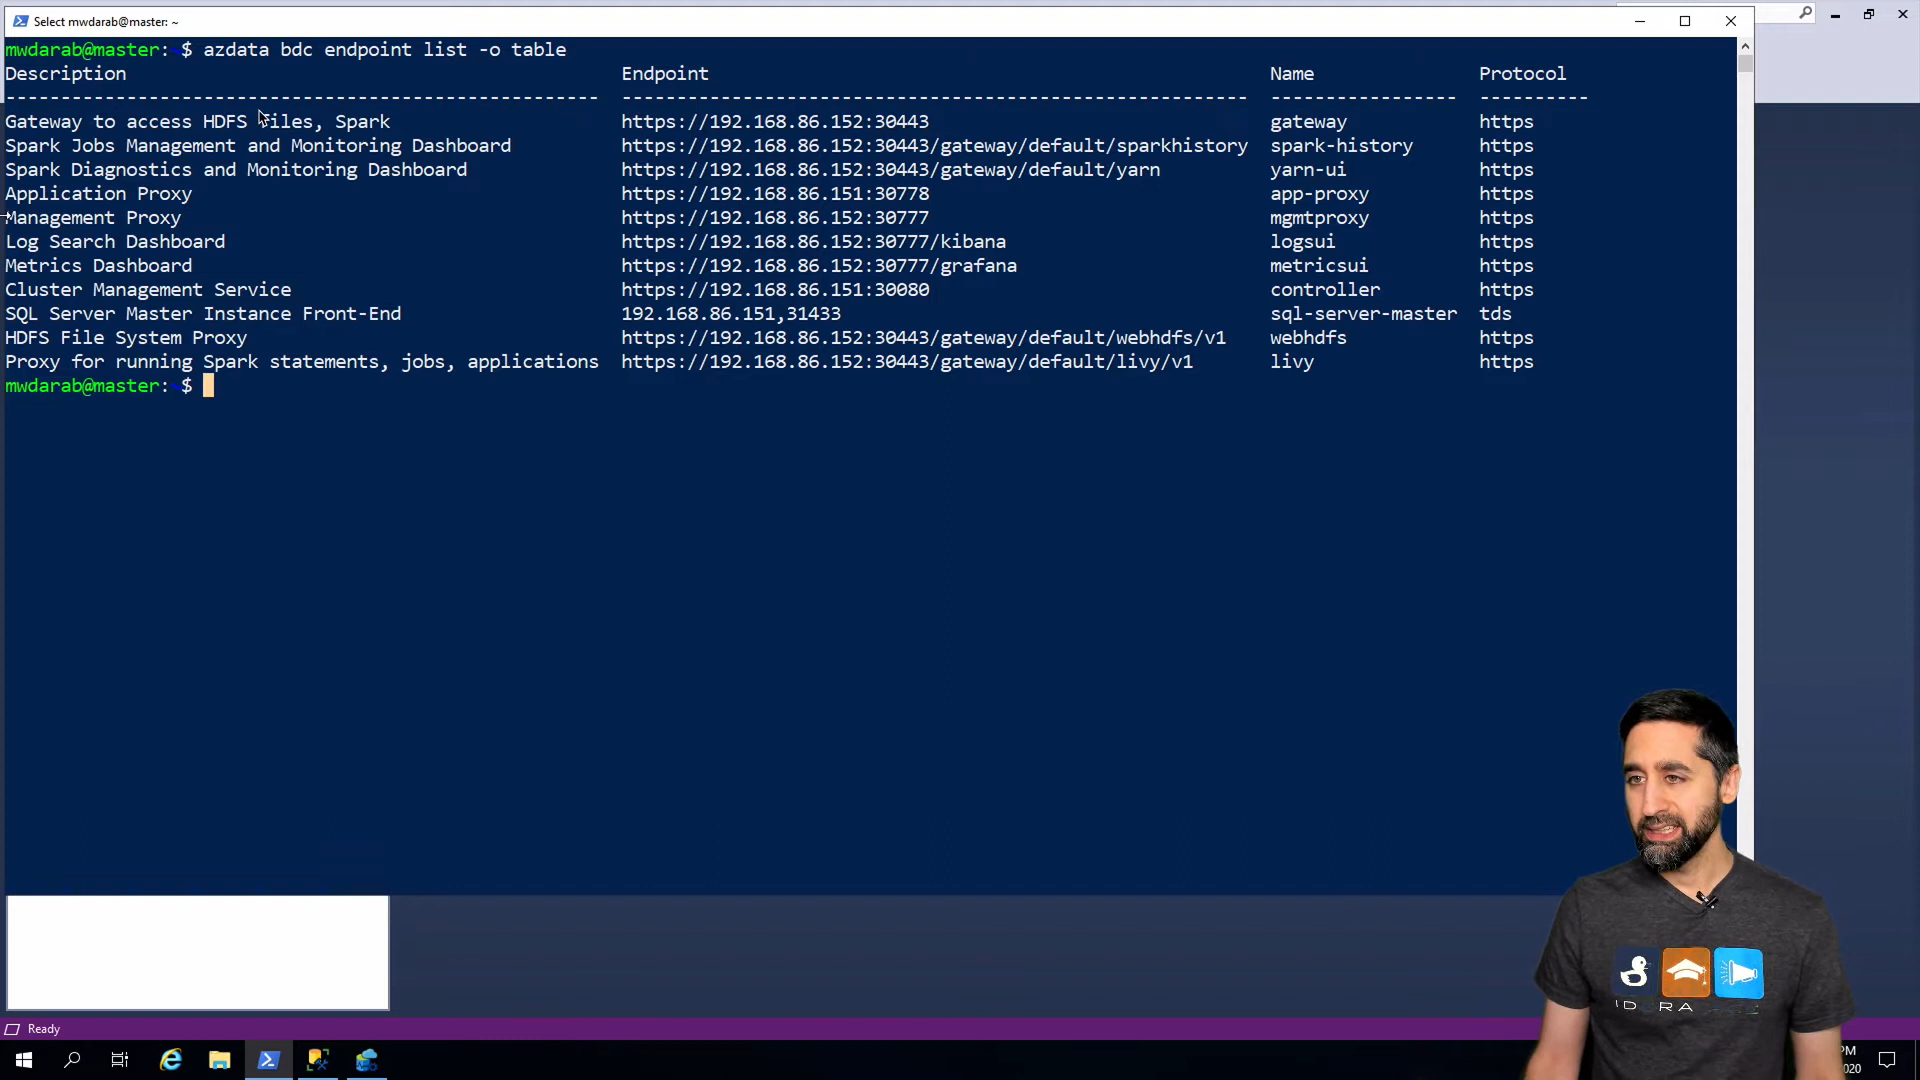 Select mwdarab@master: ~
mwdarab@master:~$ azdata bdc endpoint list -o table
Description Endpoint Name Protocol
------------------------------------------------------ --------------------------------------------------------- ----------------- ----------
Gateway to access HDFS files, Spark https://192.168.86.152:30443 gateway https
Spark Jobs Management and Monitoring Dashboard https://192.168.86.152:30443/gateway/default/sparkhistory spark-history https
Spark Diagnostics and Monitoring Dashboard https://192.168.86.152:30443/gateway/default/yarn yarn-ui https
Application Proxy https://192.168.86.151:30778 app-proxy https
Management Proxy https://192.168.86.152:30777 mgmtproxy https
Log Search Dashboard https://192.168.86.152:30777/kibana logsui https
Metrics Dashboard https://192.168.86.152:30777/grafana metricsui https
Cluster Management Service https://192.168.86.151:30080 controller https
SQL Server Master Instance Front-End 192.168.86.151,31433 sql-server-master tds
HDFS File System Proxy https://192.168.86.152:30443/gateway/default/webhdfs/v1 webhdfs https
Proxy for running Spark statements, jobs, applications https://192.168.86.152:30443/gateway/default/livy/v1 livy https
mwdarab@master:~$
Ready
PM
020